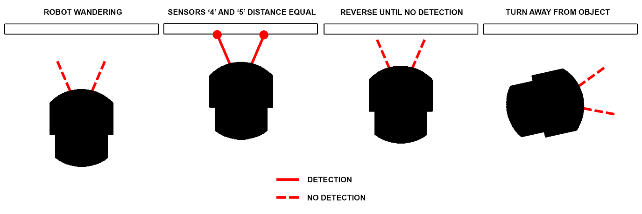 ROBOT WANDERING
SENSORS ‘4’ AND ‘5’ DISTANCE EQUAL
REVERSE UNTIL NO DETECTION
TURN AWAY FROM OBJECT
DETECTION
NO DETECTION